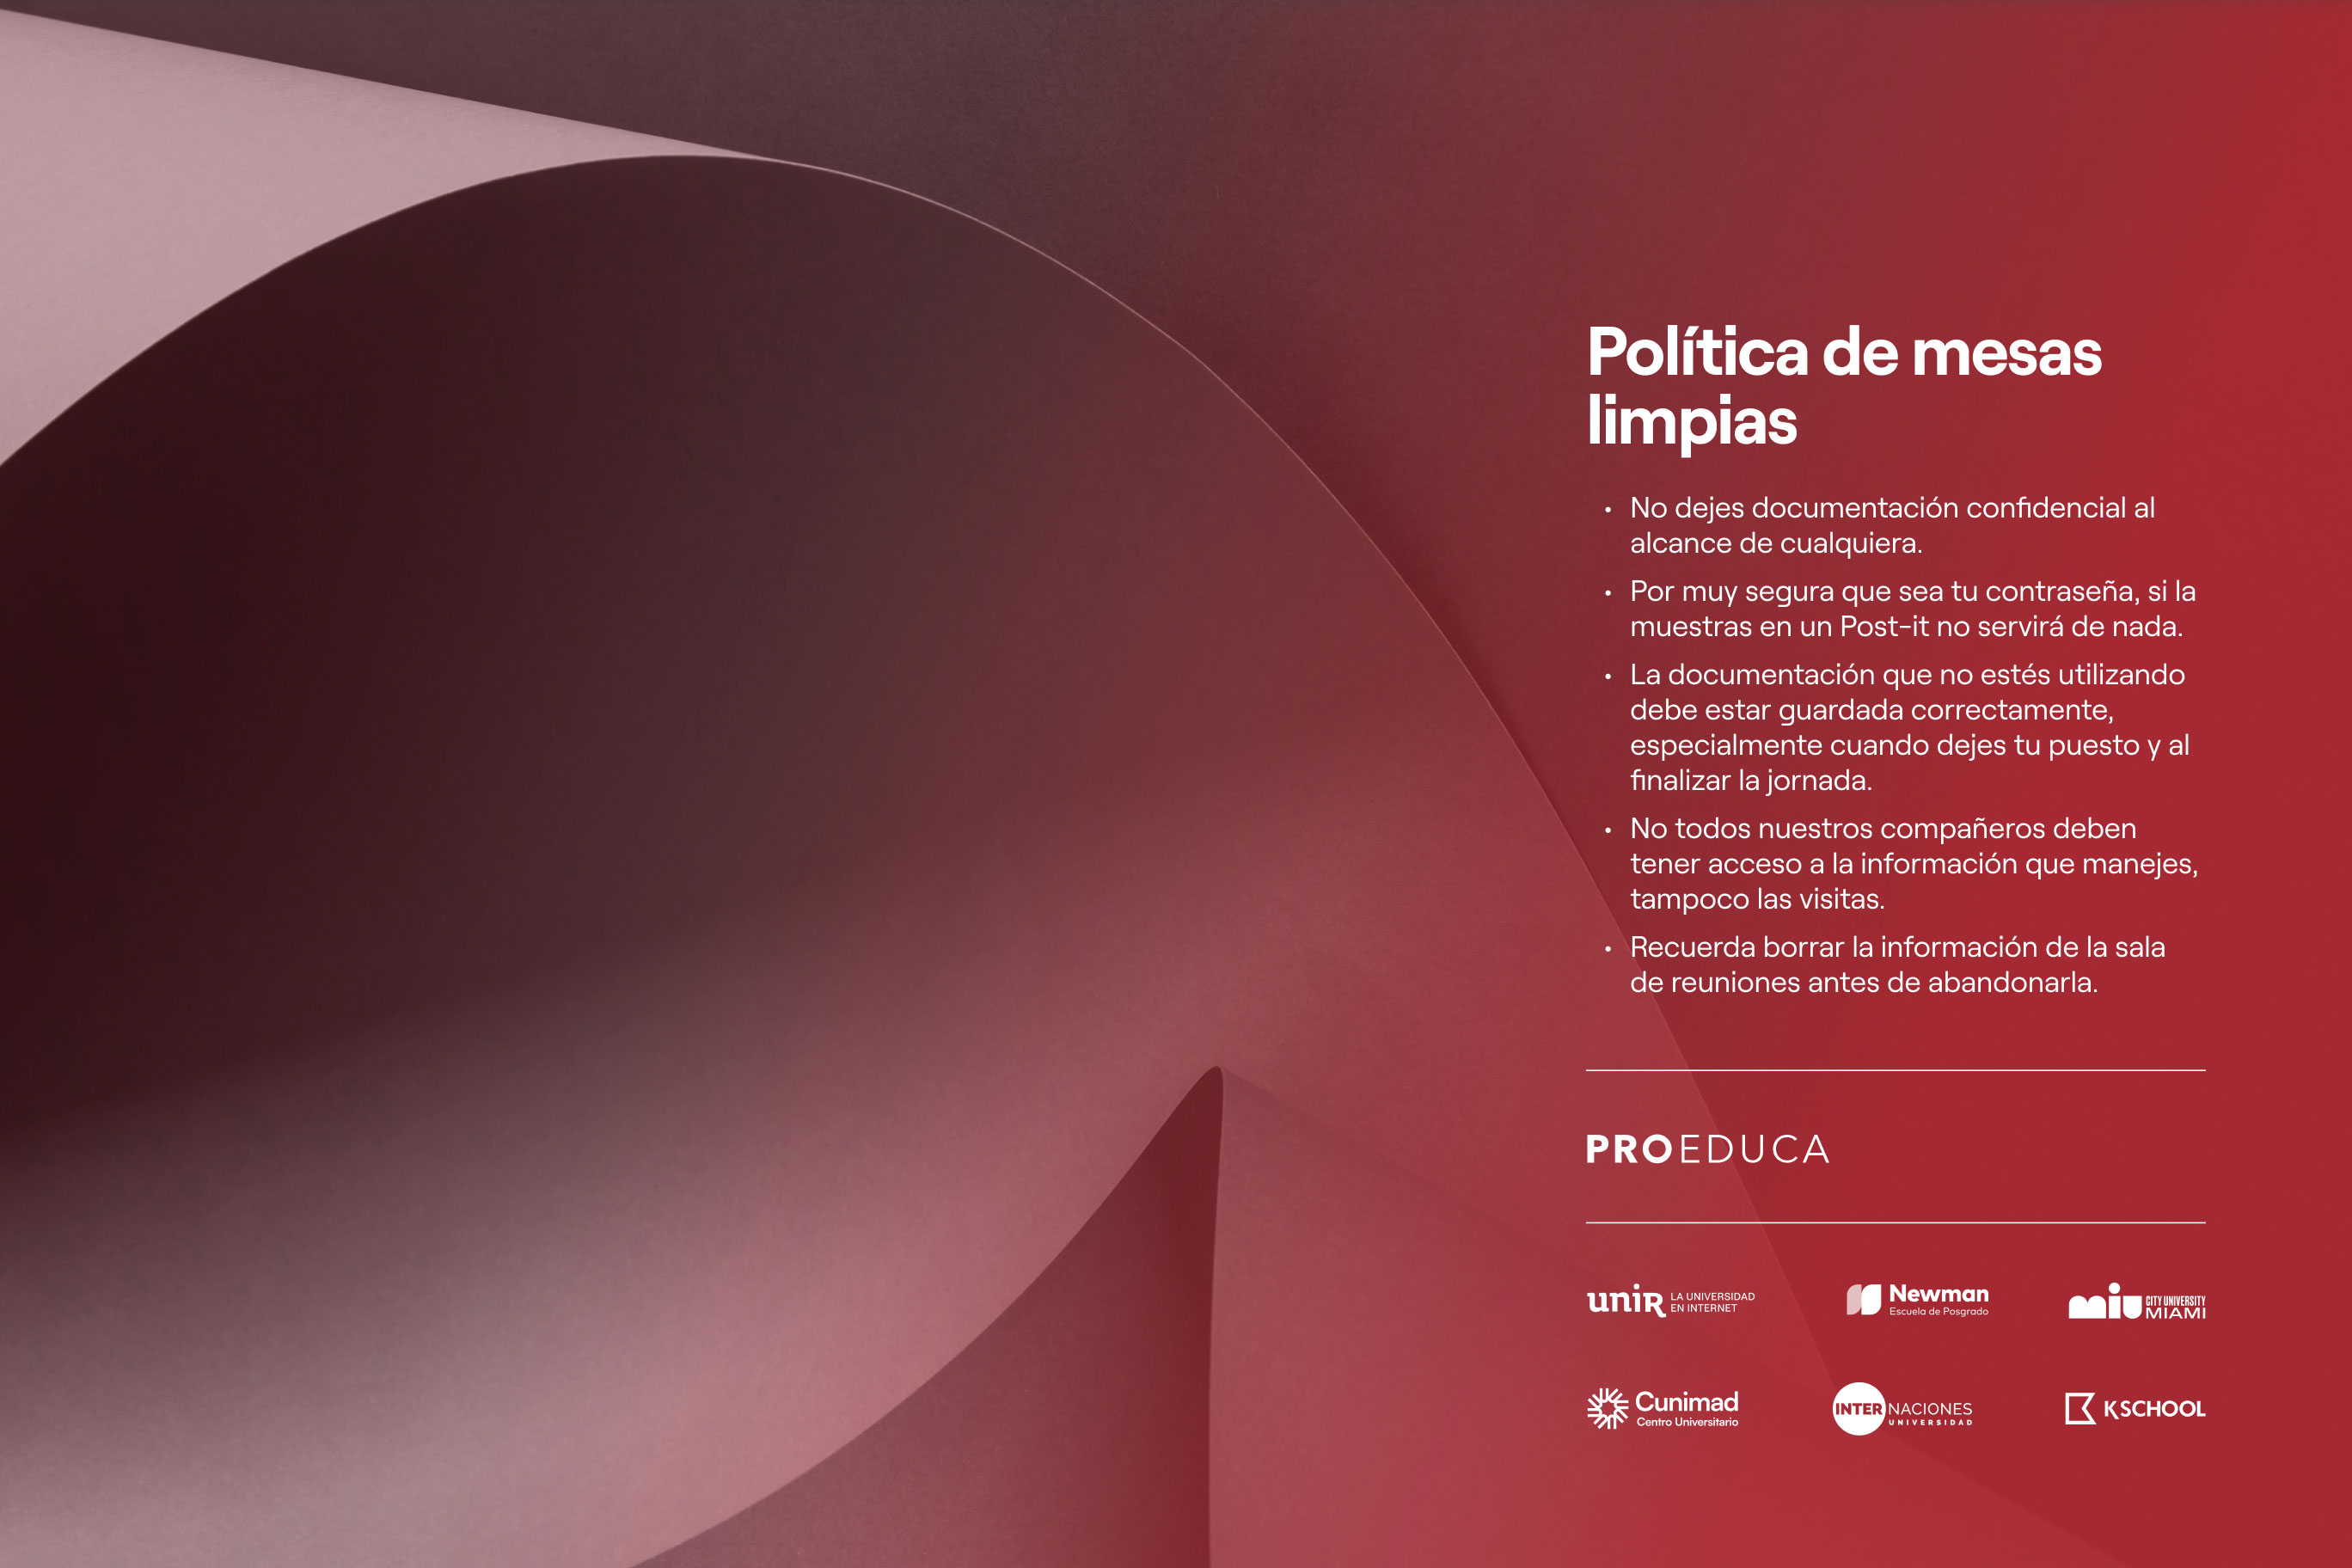 Política de mesas
limpias
• No dejes documentación confidencial al
alcance de cualquiera.
• Por muy segura que sea tu contraseña, si la
muestras en un Post-it no servirá de nada.
• La documentación que no estés utilizando
debe estar guardada correctamente,
especialmente cuando dejes tu puesto y al
finalizar la jornada.
• No todos nuestros compañeros deben
tener acceso a la información que manejes,
tampoco las visitas.
• Recuerda borrar la información de la sala
de reuniones antes de abandonarla.
PROEDUCA
unir LA UNIVERSIDAD
EN INTERNET
Newman
Escuela de Posgrado
miu CITY UNIVERSITY
MIAMI
Cunimad
Centro Universitario
INTERNACIONES
UNIVERSIDAD
KSCHOOL